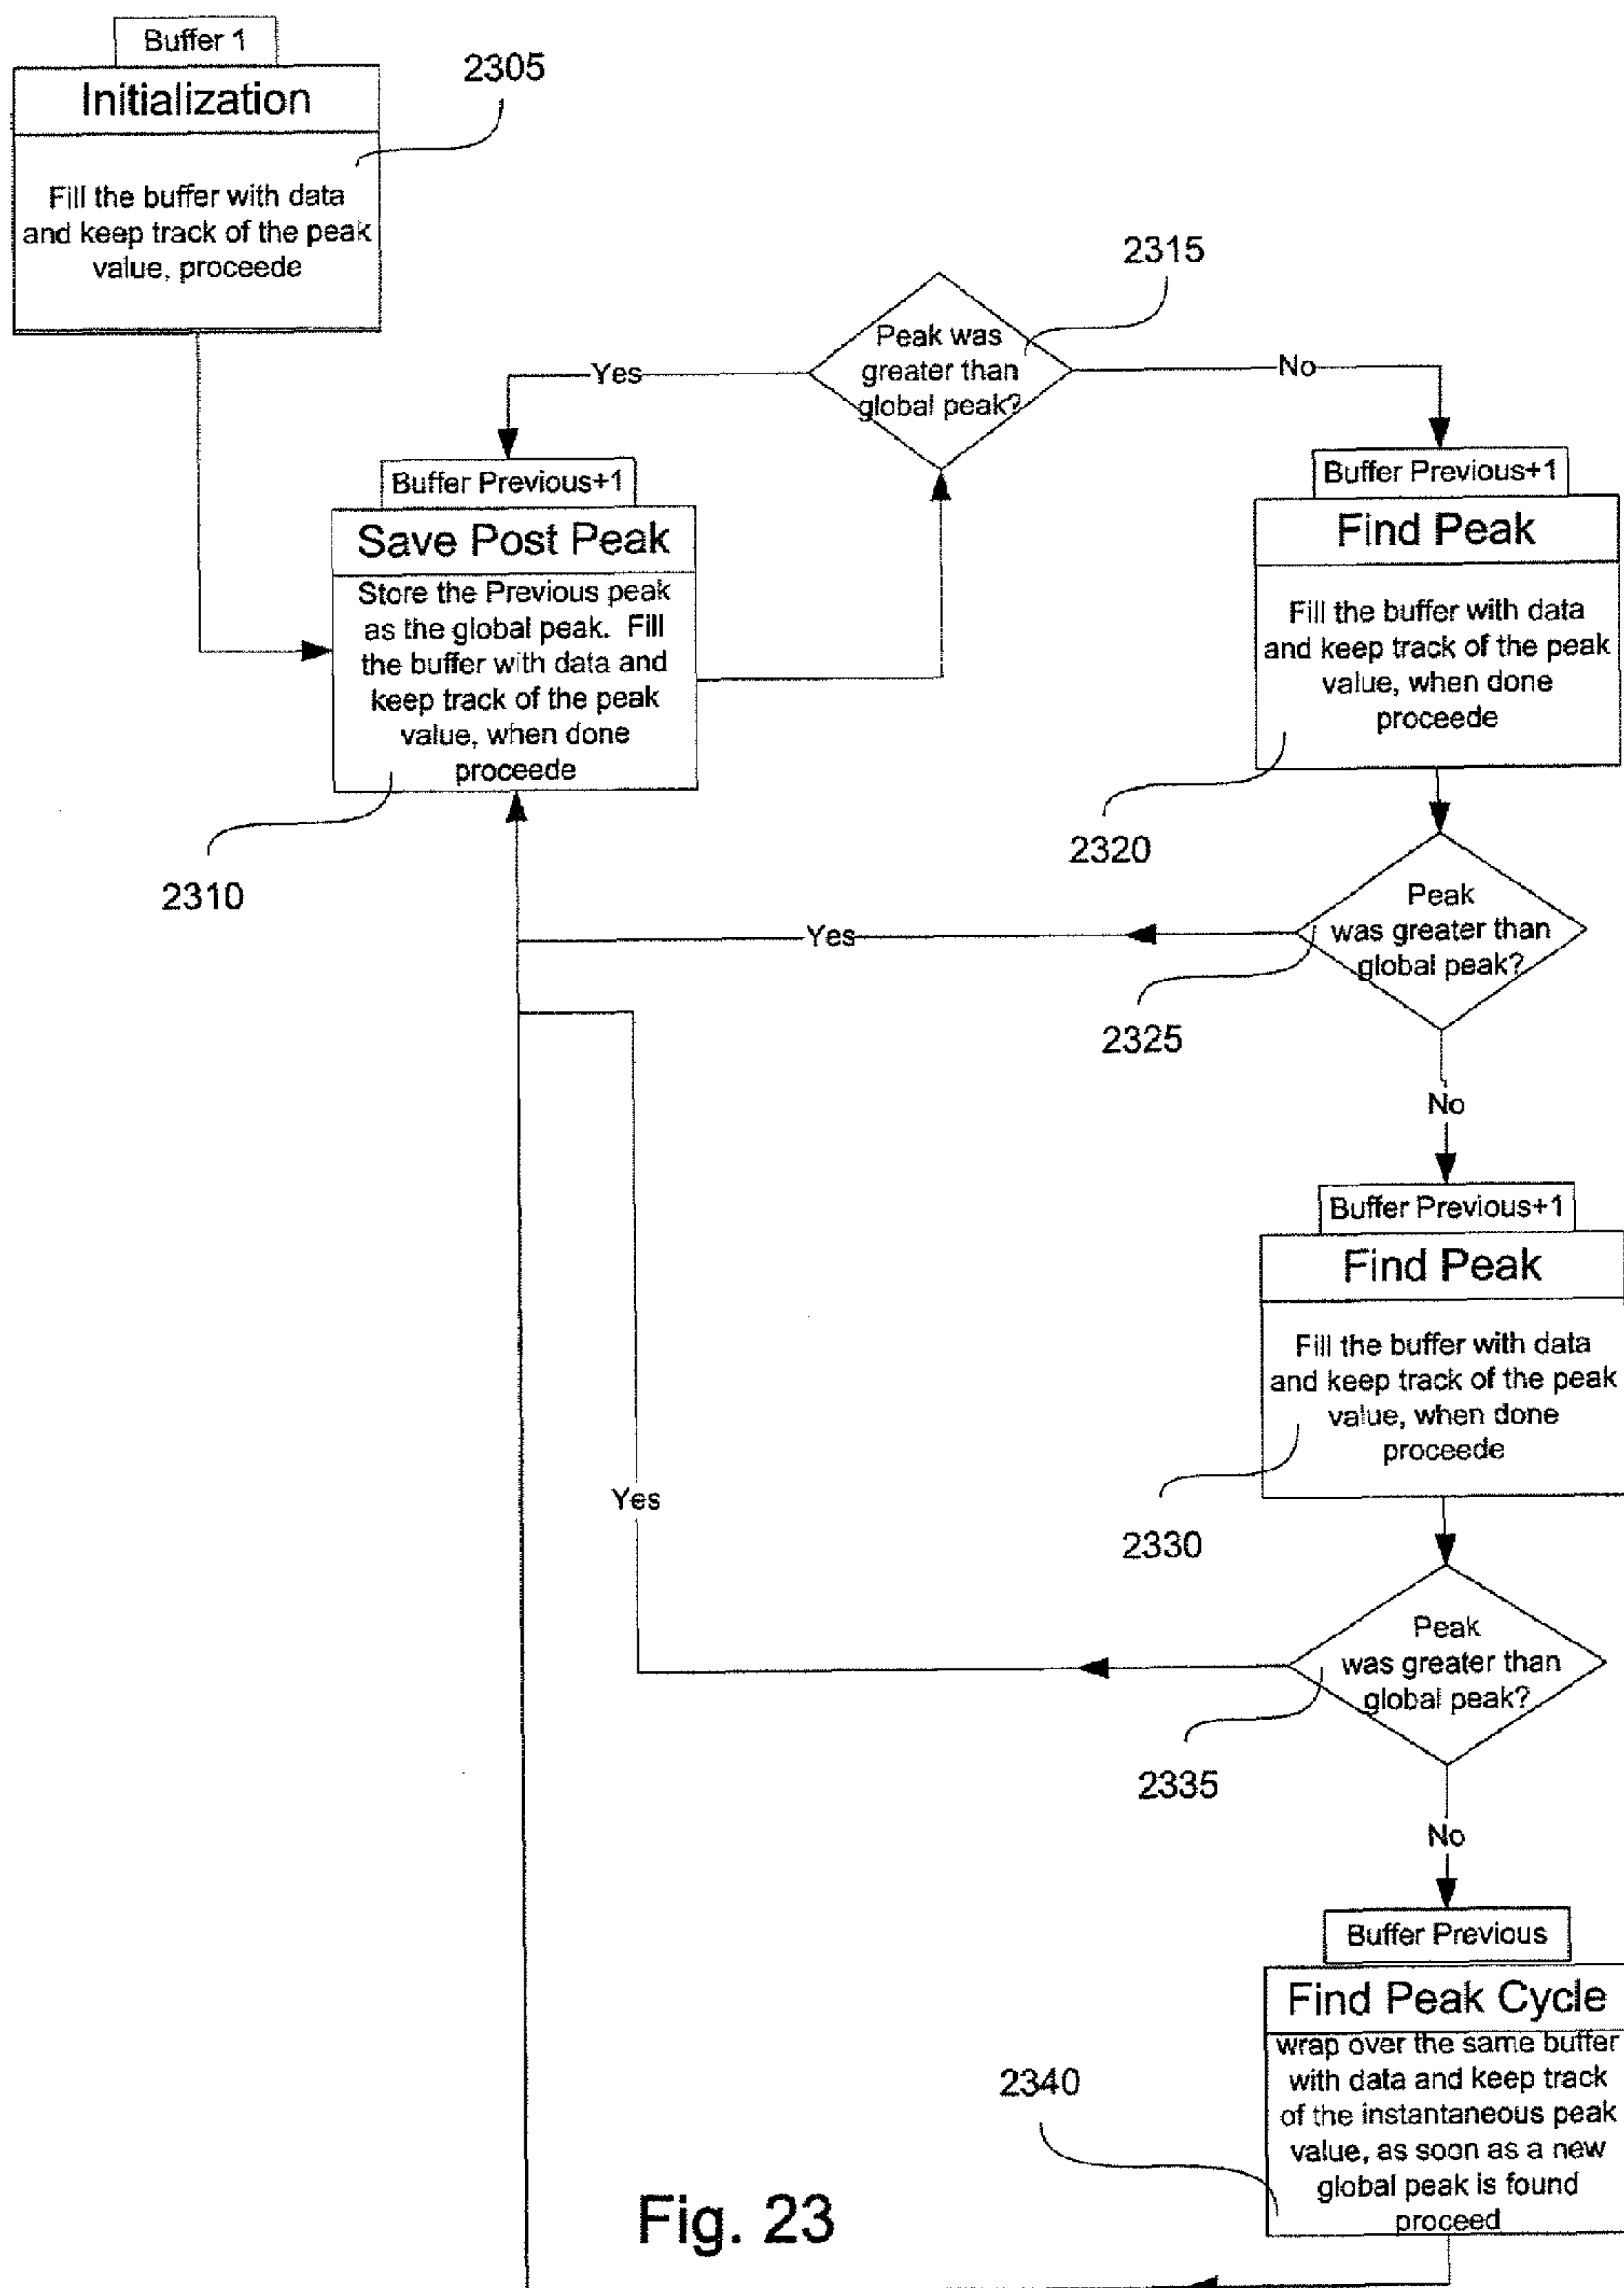 Buffer 1
Initialization
2305
Fill the buffer with data
and keep track of the peak
value, proceede
2315
Peak was
greater than
global peak?
Yes
No
Buffer Previous+1
Save Post Peak
Store the Previous peak
as the global peak. Fill
the buffer with data and
keep track of the peak
value, when done
proceede
2310
Buffer Previous+1
Find Peak
Fill the buffer with data
and keep track of the peak
value, when done
proceede
2320
Peak
was greater than
global peak?
Yes
2325
No
Buffer Previous+1
Find Peak
Fill the buffer with data
and keep track of the peak
value, when done
proceede
Yes
2330
Peak
was greater than
global peak?
2335
No
Buffer Previous
Find Peak Cycle
wrap over the same buffer
with data and keep track
of the instantaneous peak
value, as soon as a new
global peak is found
proceed
2340
Fig. 23